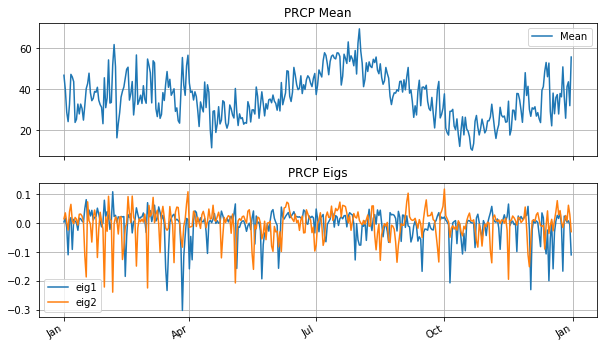 PRCP Mean
60
40
20
Mean
PRCP Eigs
0.1
0.0
−0.1
−0.2
−0.3
eig1
eig2
Jan
Apr
Jul
Oct
Jan